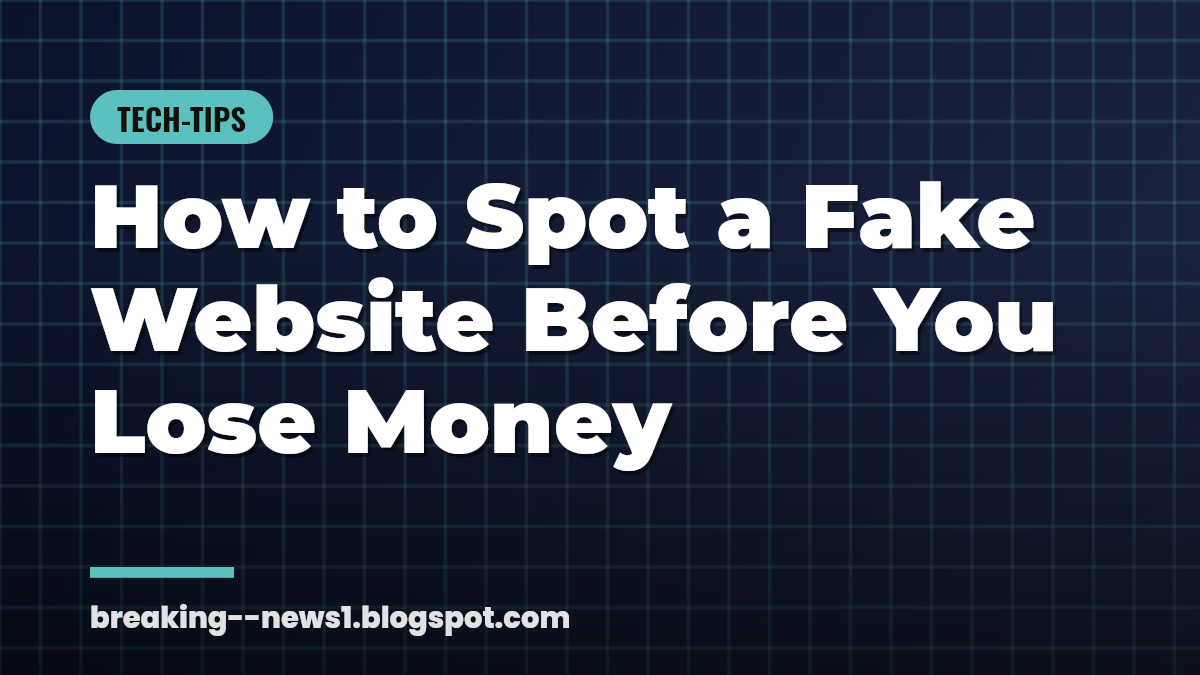 TECH-TIPS
How to Spot a Fake
Website Before You
Lose Money
breaking--news1.blogspot.com